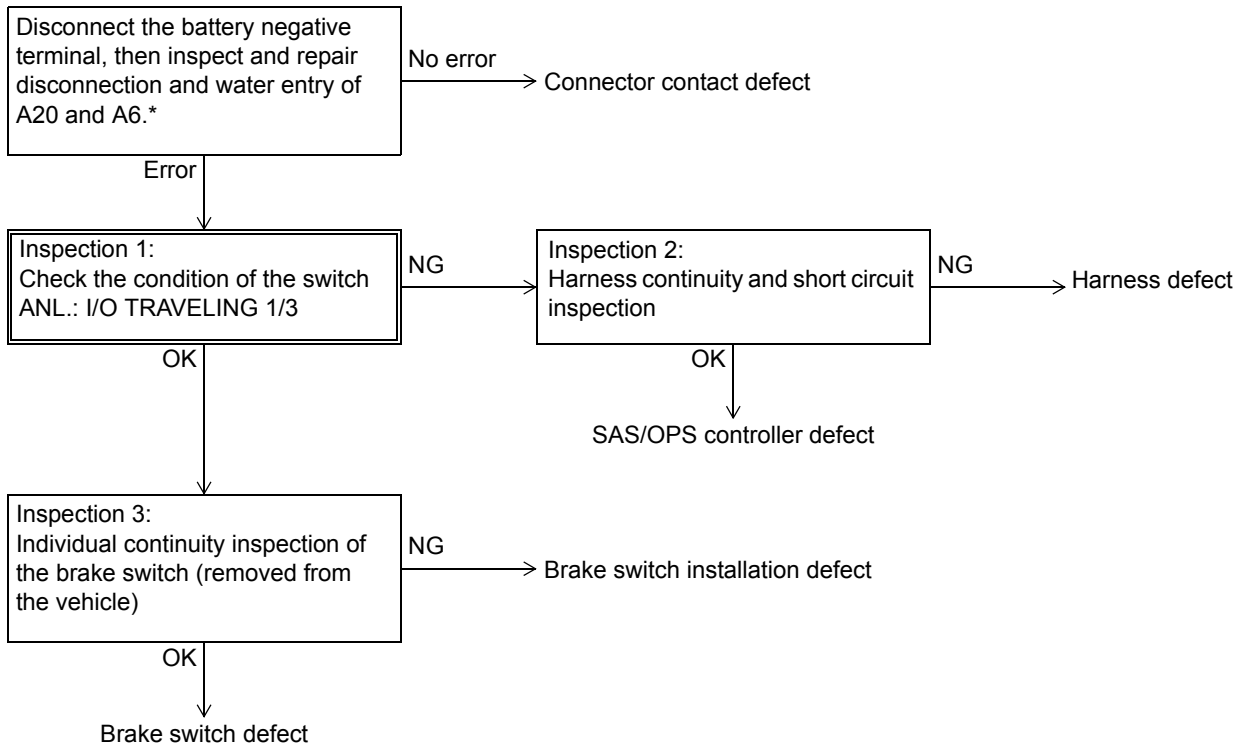 Disconnect the battery negative
terminal, then inspect and repair
disconnection and water entry of
A20 and A6.*
No error
Connector contact defect
Error
Inspection 1:
Check the condition of the switch
ANL.: I/O TRAVELING 1/3
NG
Inspection 2:
Harness continuity and short circuit
inspection
NG
Harness defect
OK
OK
SAS/OPS controller defect
Inspection 3:
Individual continuity inspection of
the brake switch (removed from
the vehicle)
NG
Brake switch installation defect
OK
Brake switch defect